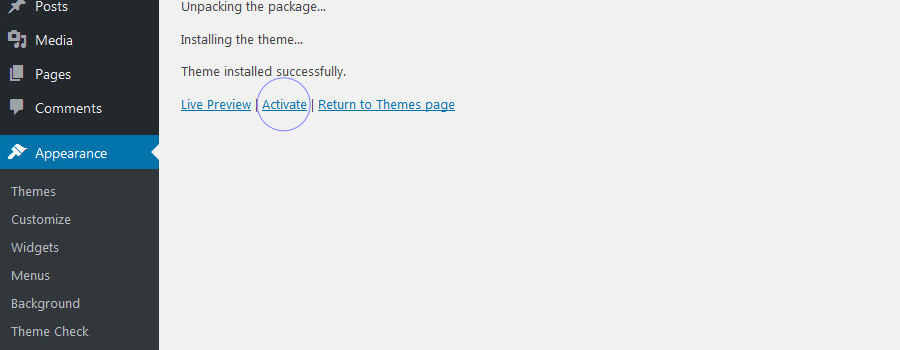 Posts
Media
Pages
Comments
Appearance
Themes
Customize
Widgets
Menus
Background
Theme Check
Unpacking the package...
Installing the theme...
Theme installed successfully.
Live Preview | Activate | Return to Themes page